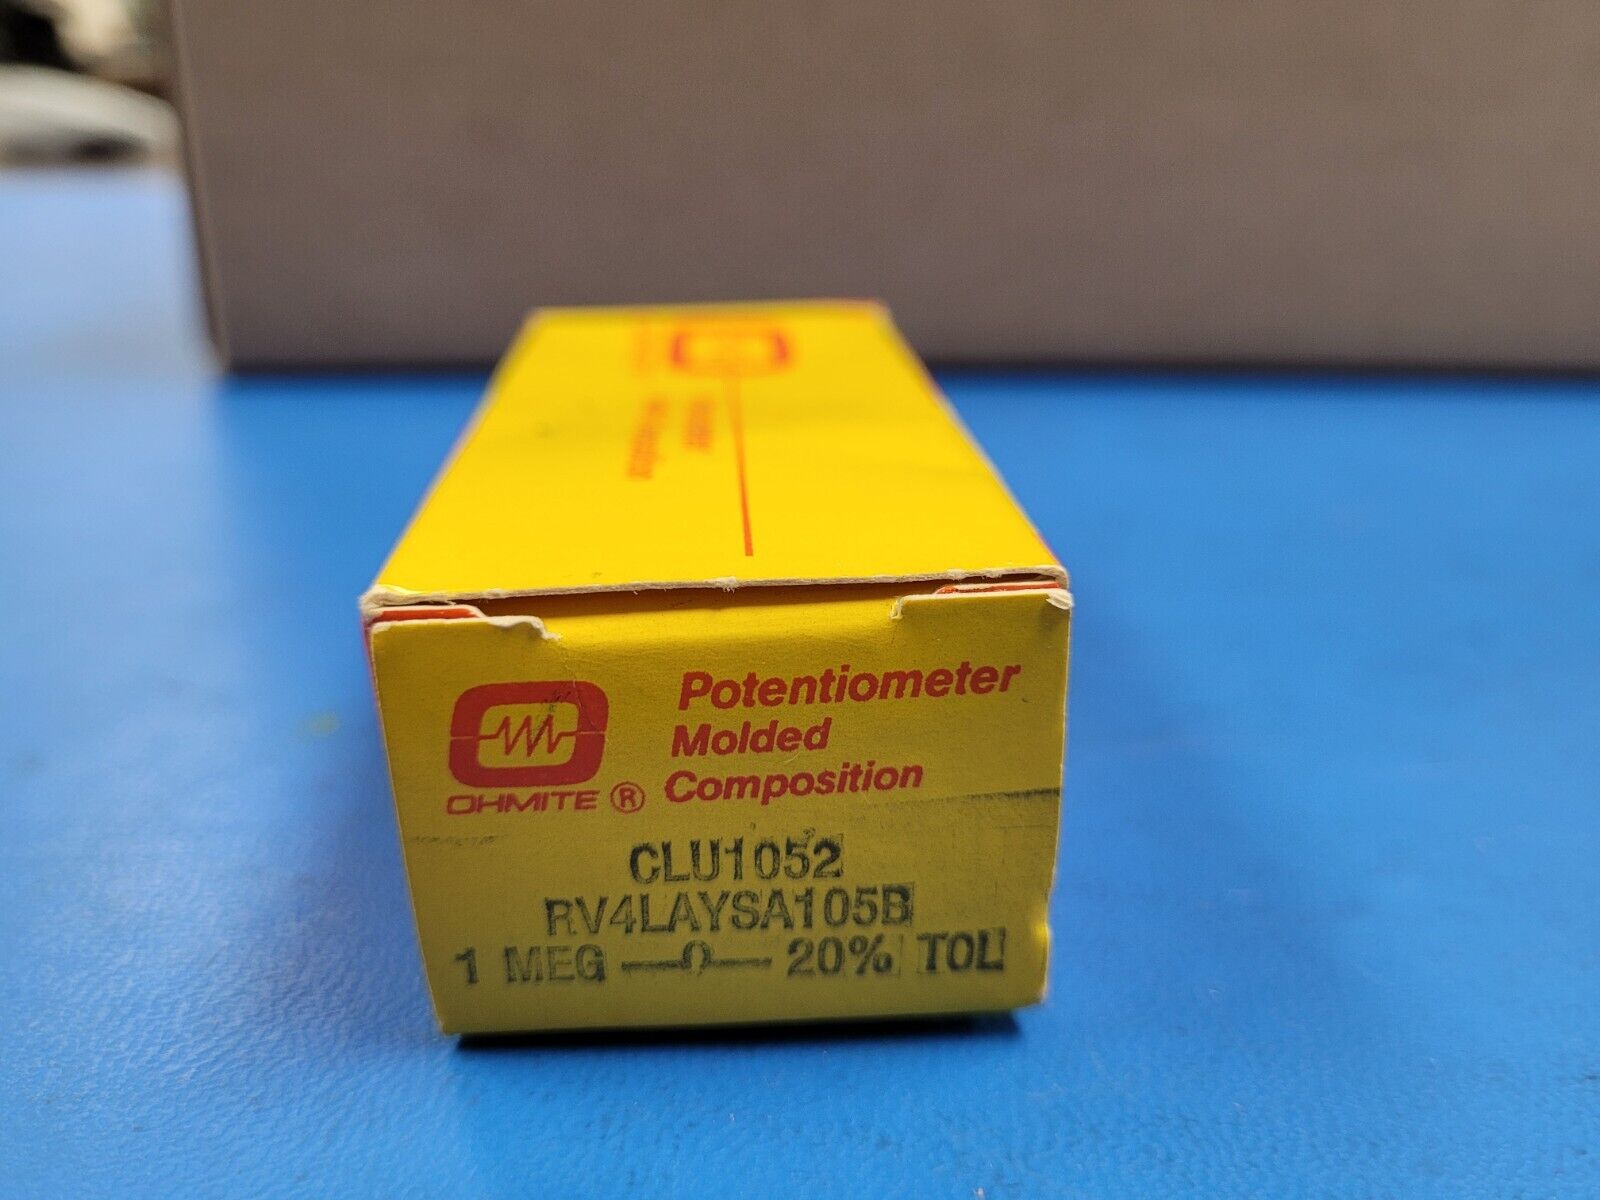 Potentiometer
Molded
Composition
OHMITE ®
CLU1052
RV4LAYSA105B
1 MEG —Ω— 20% TOL